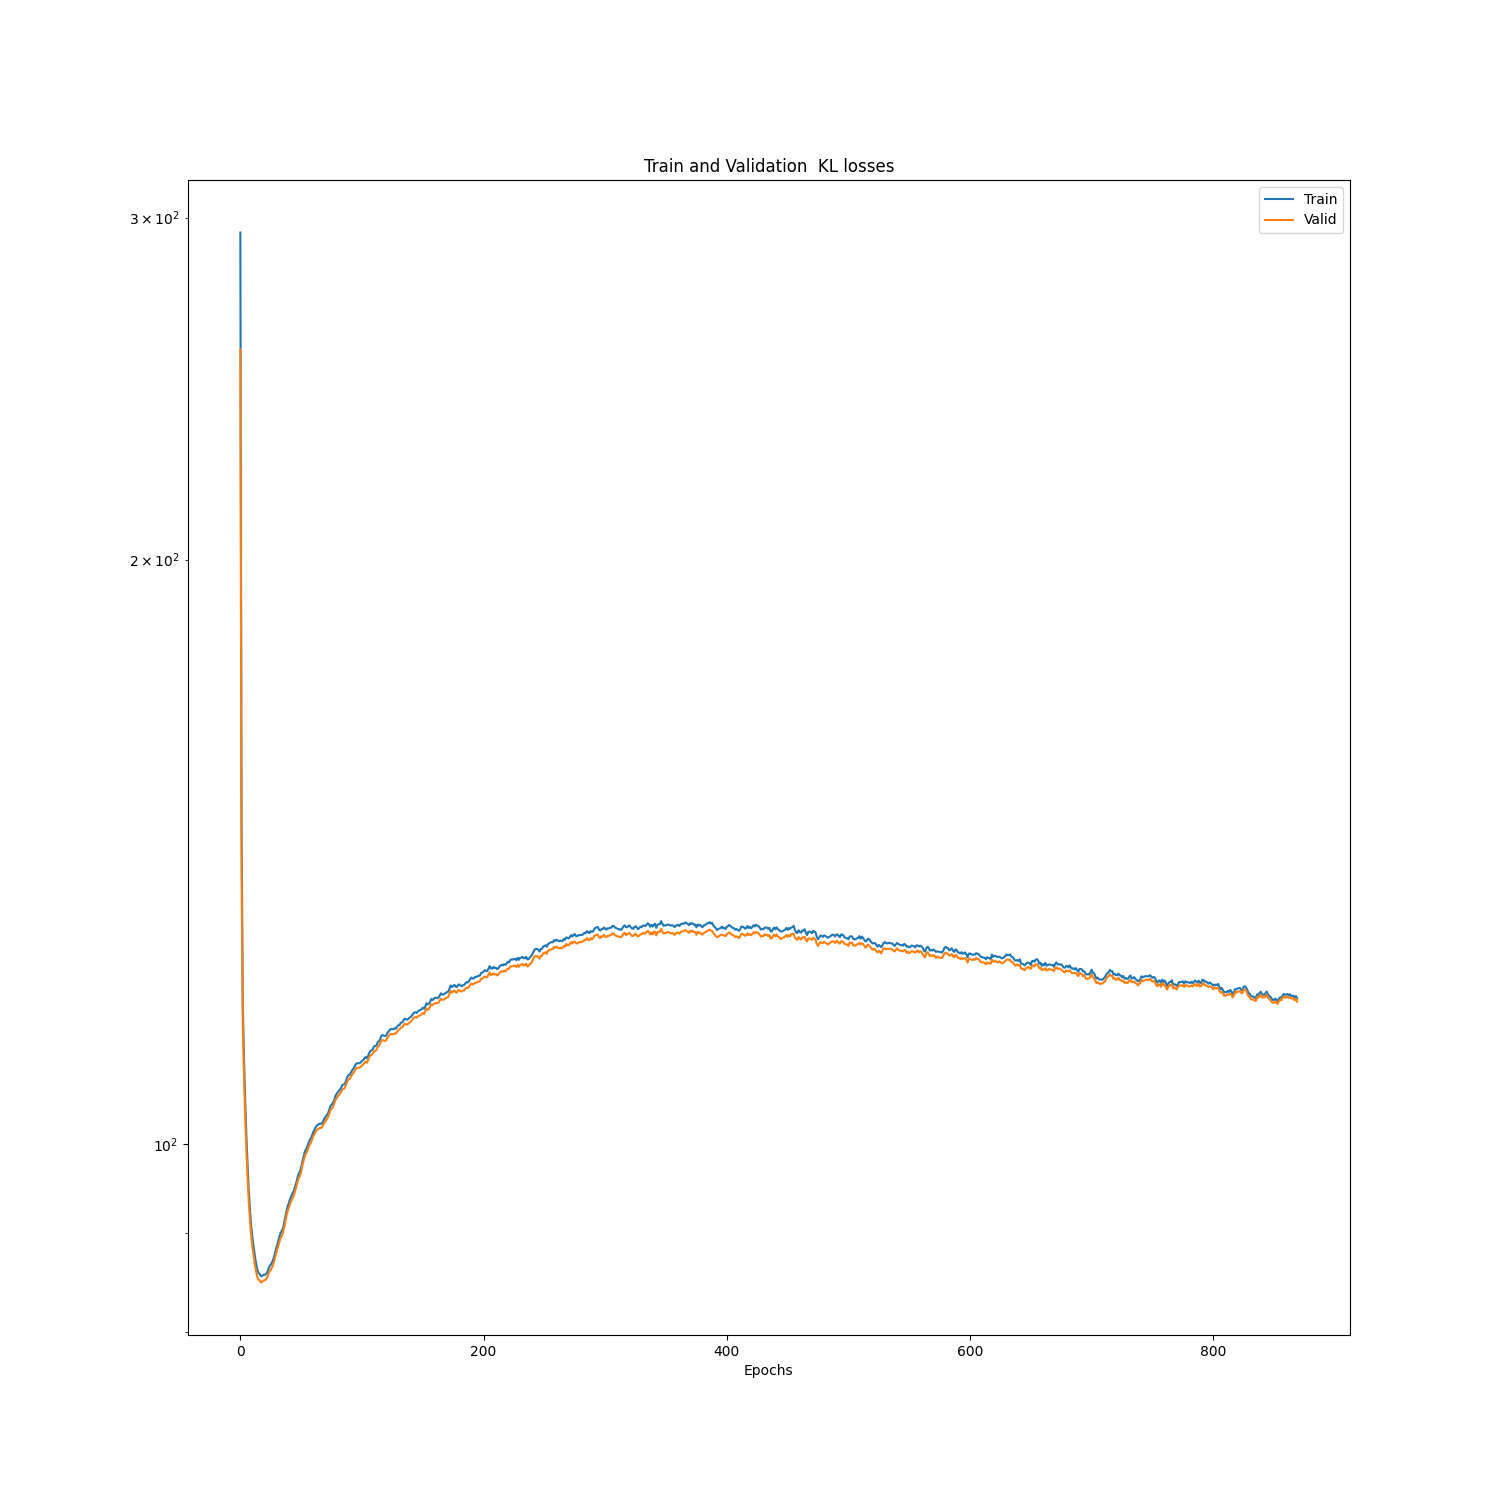 Train and Validation  KL losses
Train
Valid
3 × 10²
2 × 10²
10²
0 200 400 600 800
Epochs